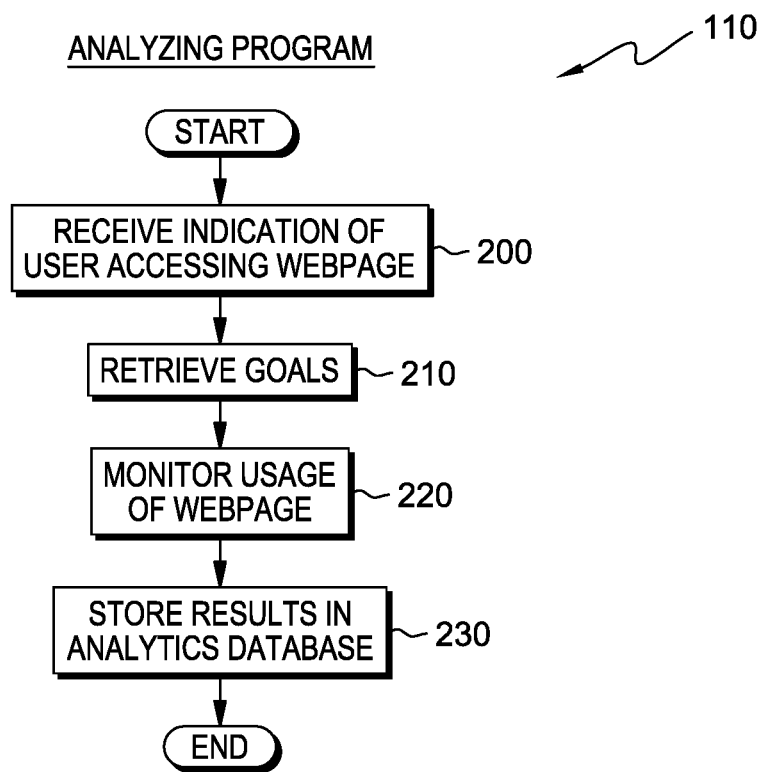 ANALYZING PROGRAM
110
START
RECEIVE INDICATION OF
USER ACCESSING WEBPAGE
200
RETRIEVE GOALS
210
MONITOR USAGE
OF WEBPAGE
220
STORE RESULTS IN
ANALYTICS DATABASE
230
END